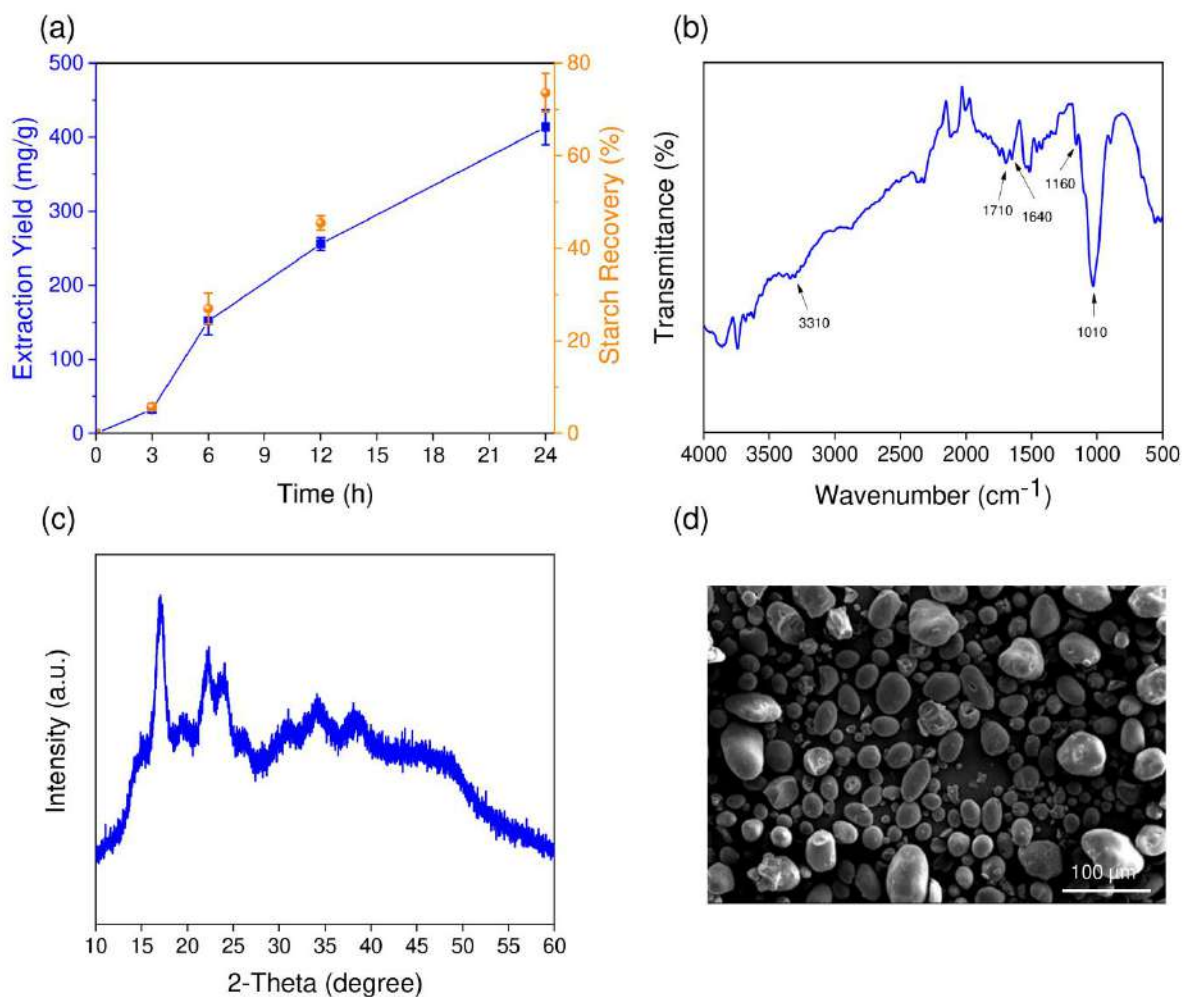 (a)
500
400
300
200
100
0
Extraction Yield (mg/g)
80
60
40
20
0
Starch Recovery (%)
0 3 6 9 12 15 18 21 24
Time (h)
(b)
Transmittance (%)
3310
1710
1640
1160
1010
4000 3500 3000 2500 2000 1500 1000 500
Wavenumber (cm⁻¹)
(c)
Intensity (a.u.)
10 15 20 25 30 35 40 45 50 55 60
2-Theta (degree)
(d)
100 µm